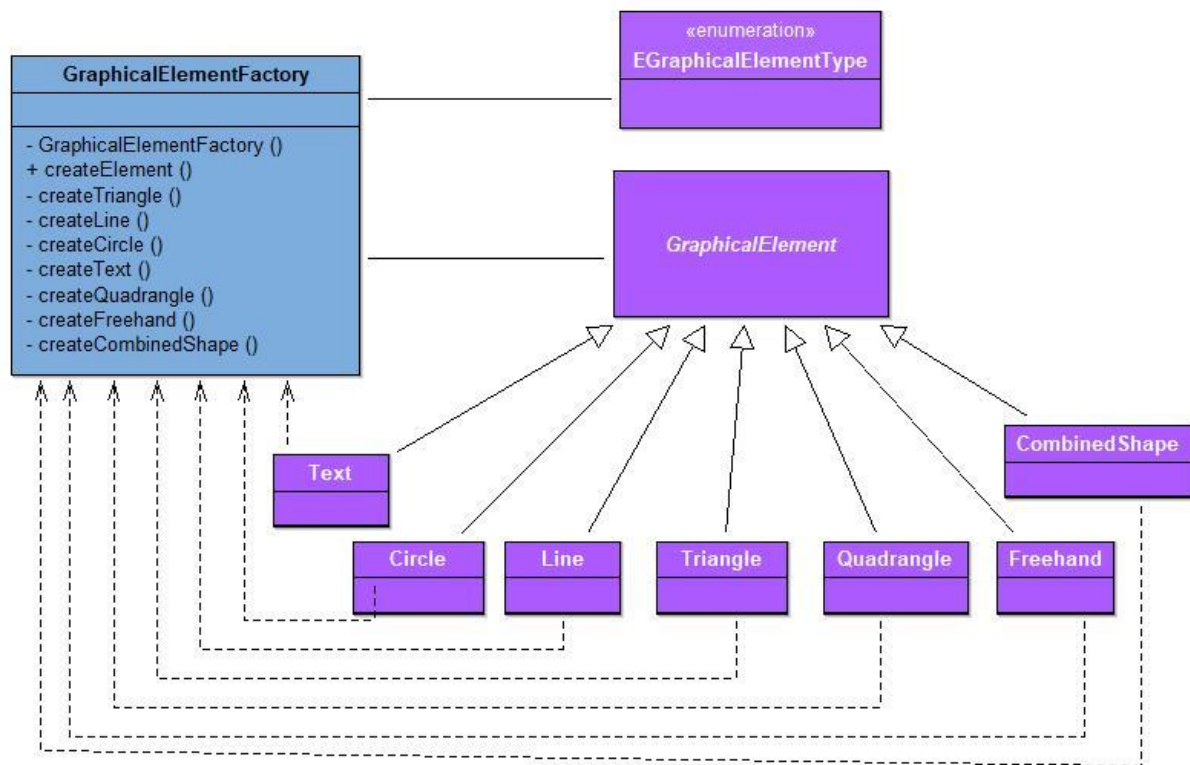 GraphicalElementFactory
- GraphicalElementFactory ()
+ createElement ()
- createTriangle ()
- createLine ()
- createCircle ()
- createText ()
- createQuadrangle ()
- createFreehand ()
- createCombinedShape ()
«enumeration»
EGraphicalElementType
GraphicalElement
Text
Circle
Line
Triangle
Quadrangle
Freehand
CombinedShape